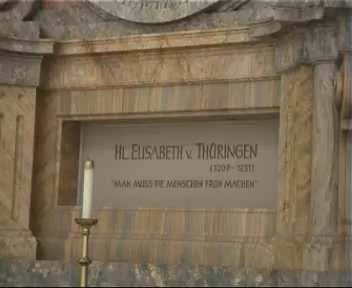 HL. ELISABETH V. THÜRINGEN
(1207-1231)
"MAN MUSS DIE MENSCHEN FROH MACHEN"